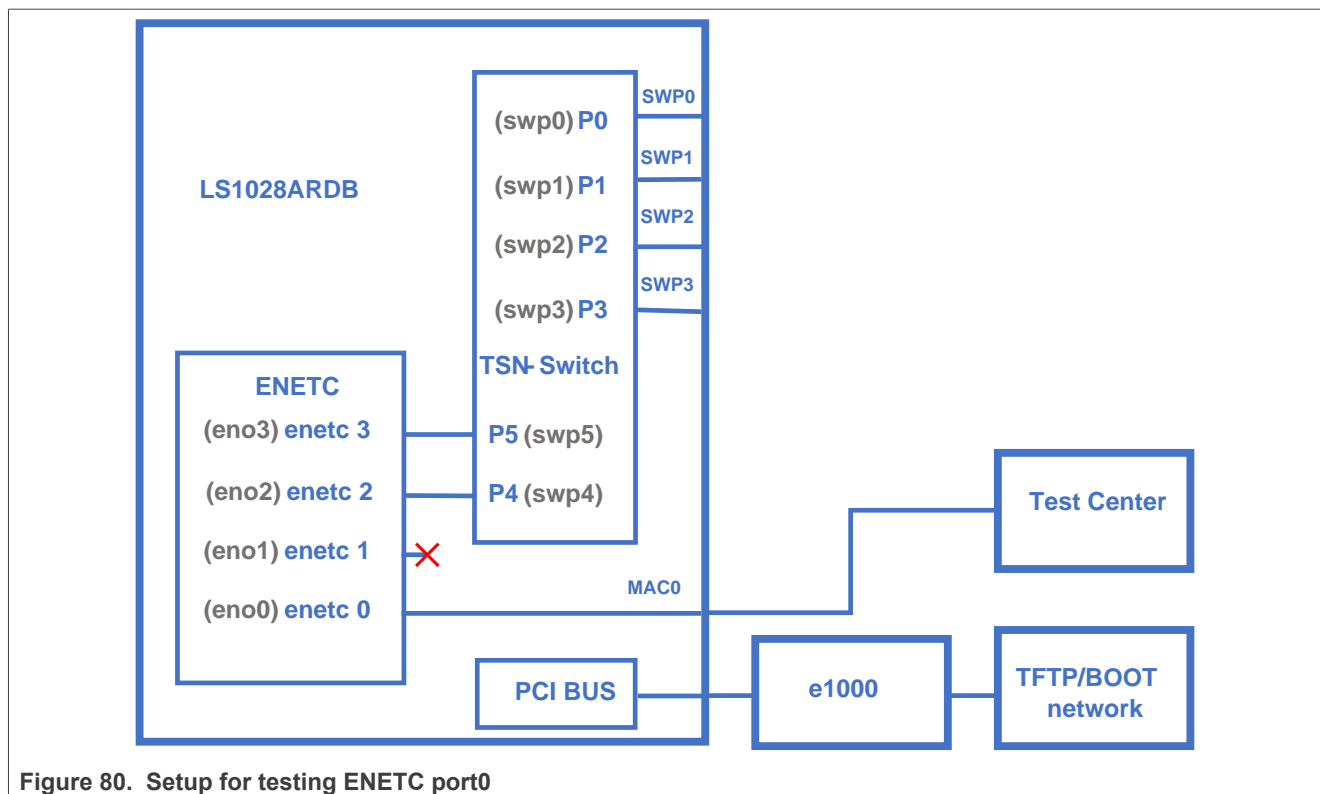 SWP0
(swp0) P0
SWP1
LS1028ARDB
(swp1) P1
SWP2
(swp2) P2
SWP3
(swp3) P3
TSN- Switch
ENETC
(eno3) enetc 3
P5 (swp5)
(eno2) enetc 2
P4 (swp4)
Test Center
(eno1) enetc 1
MAC0
(eno0) enetc 0
PCI BUS
e1000
TFTP/BOOT
network
Figure 80. Setup for testing ENETC port0